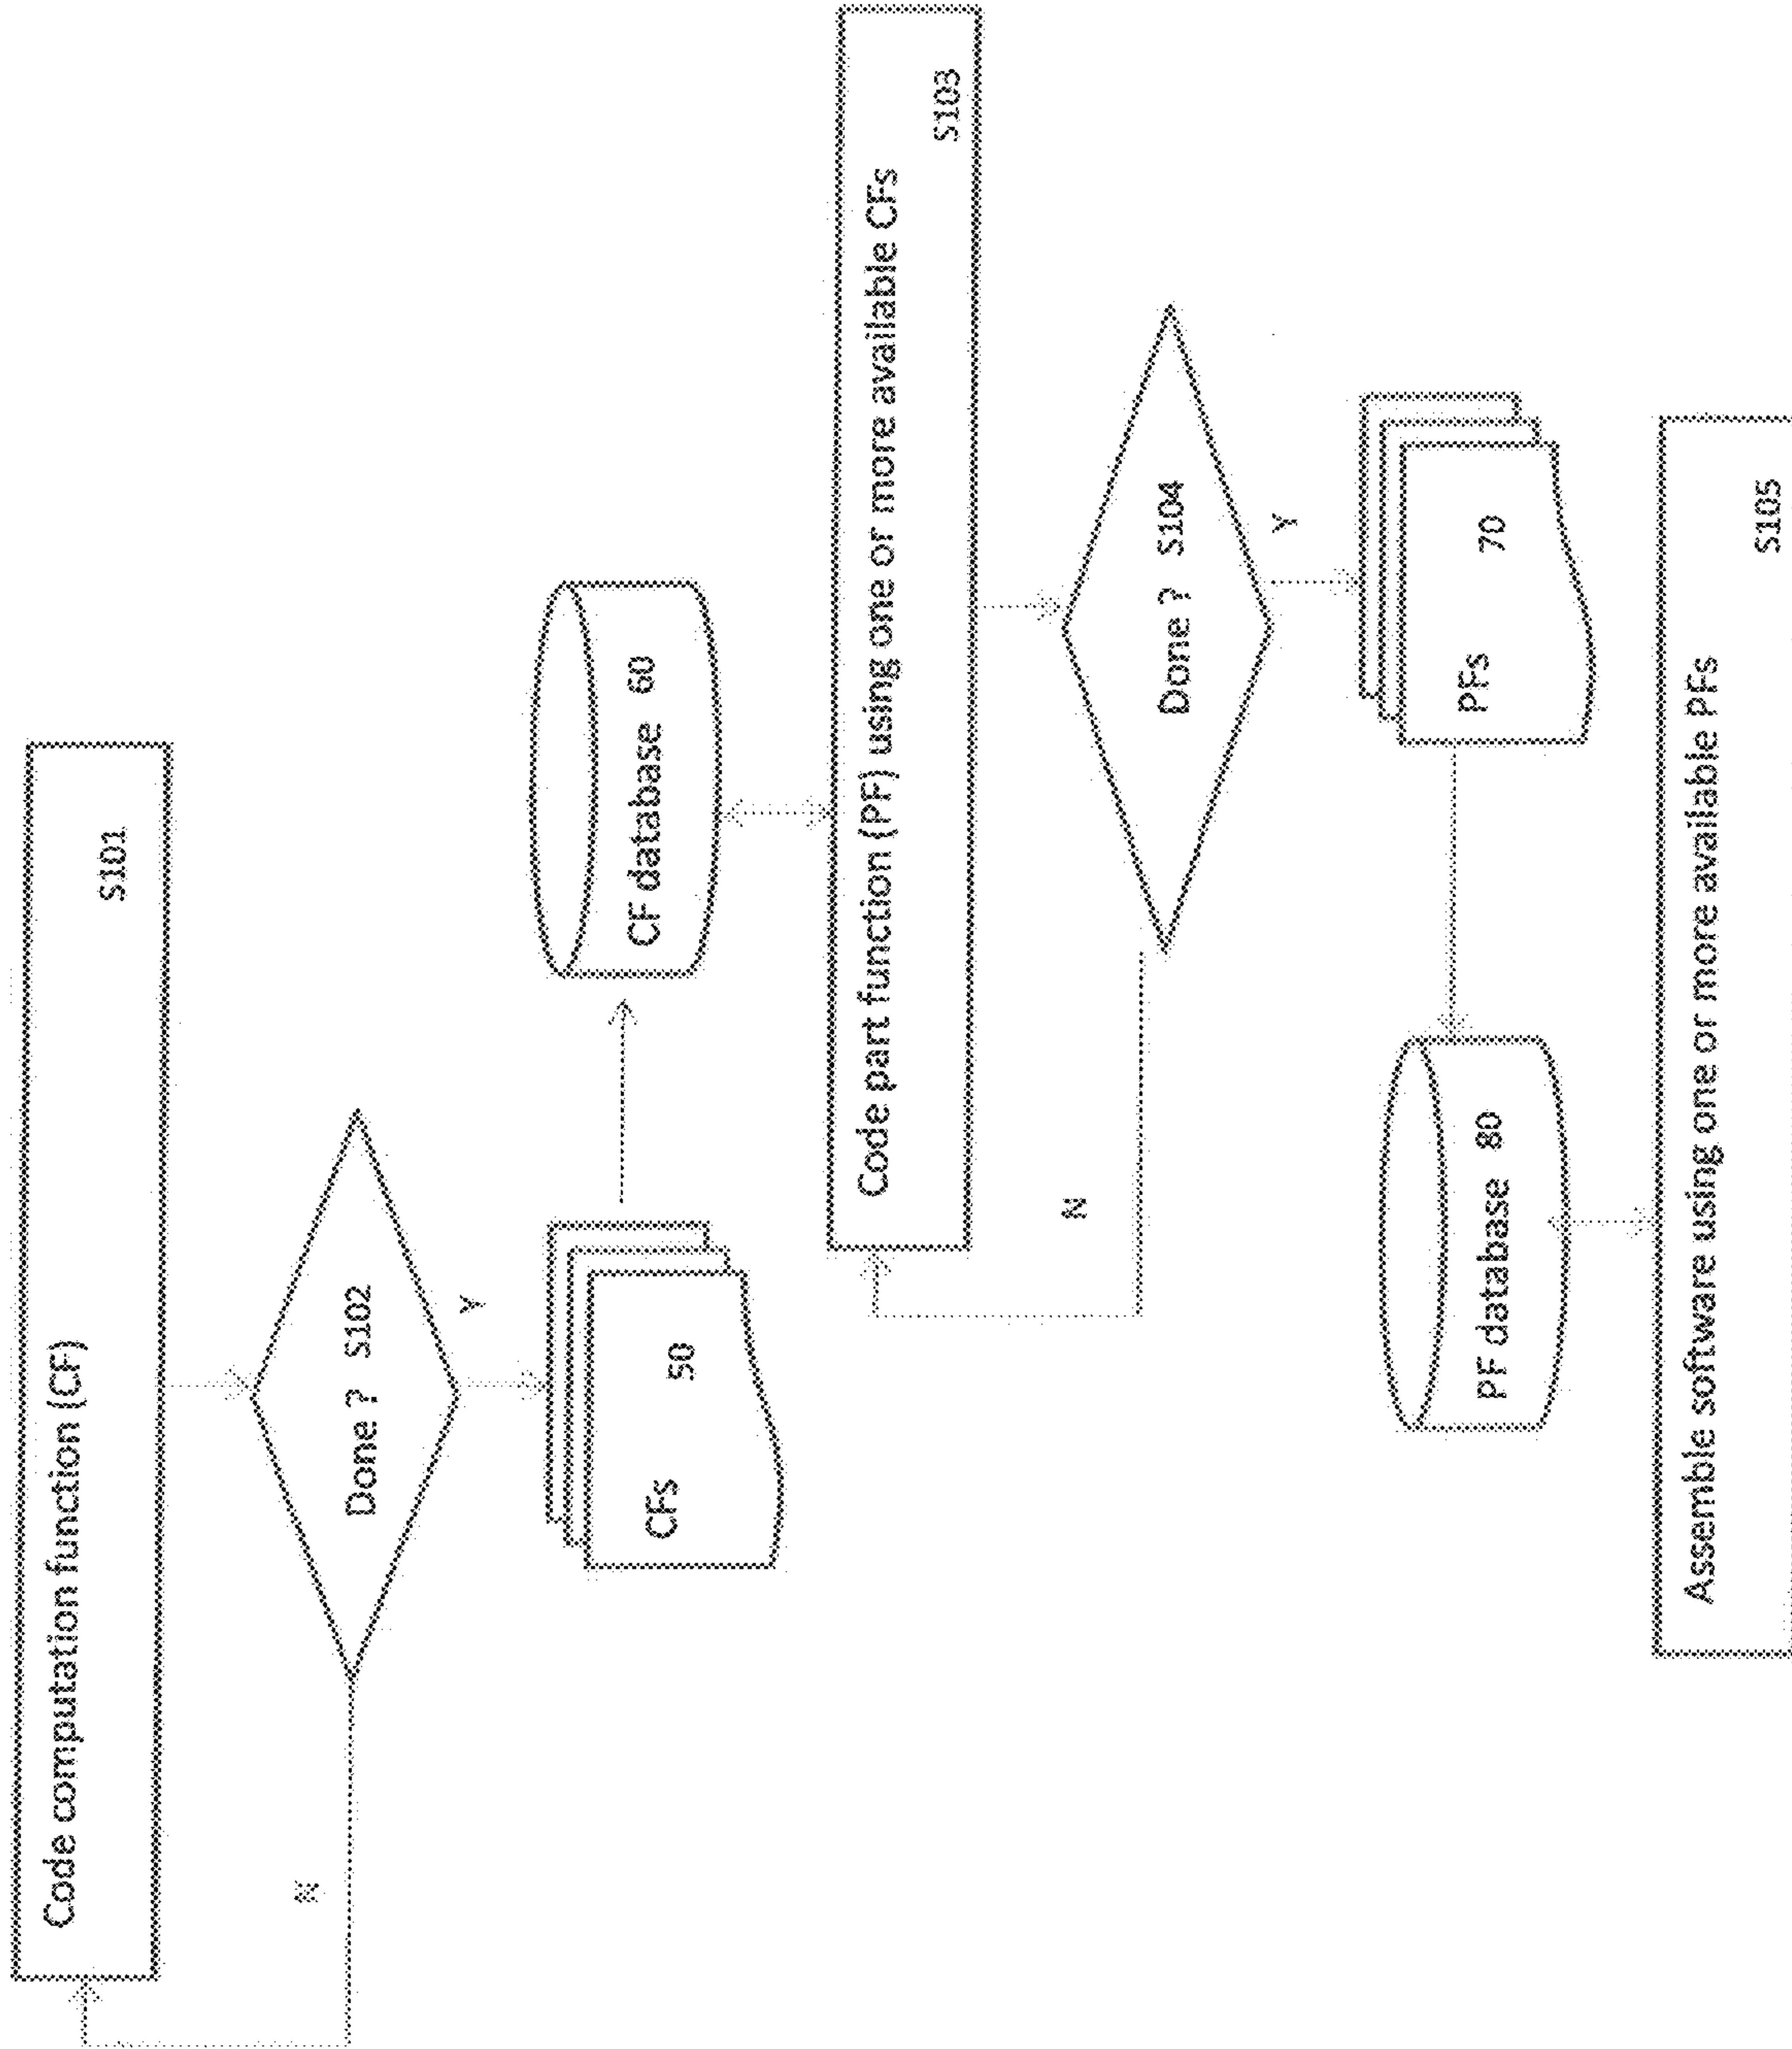 Code computation function (CF)
S101
Done ? S102
N
Y
CFs 50
CF database 60
Code part function (PF) using one or more available CFs
S103
Done ? S104
N
Y
PFs 70
PF database 80
Assemble software using one or more available PFs
S105